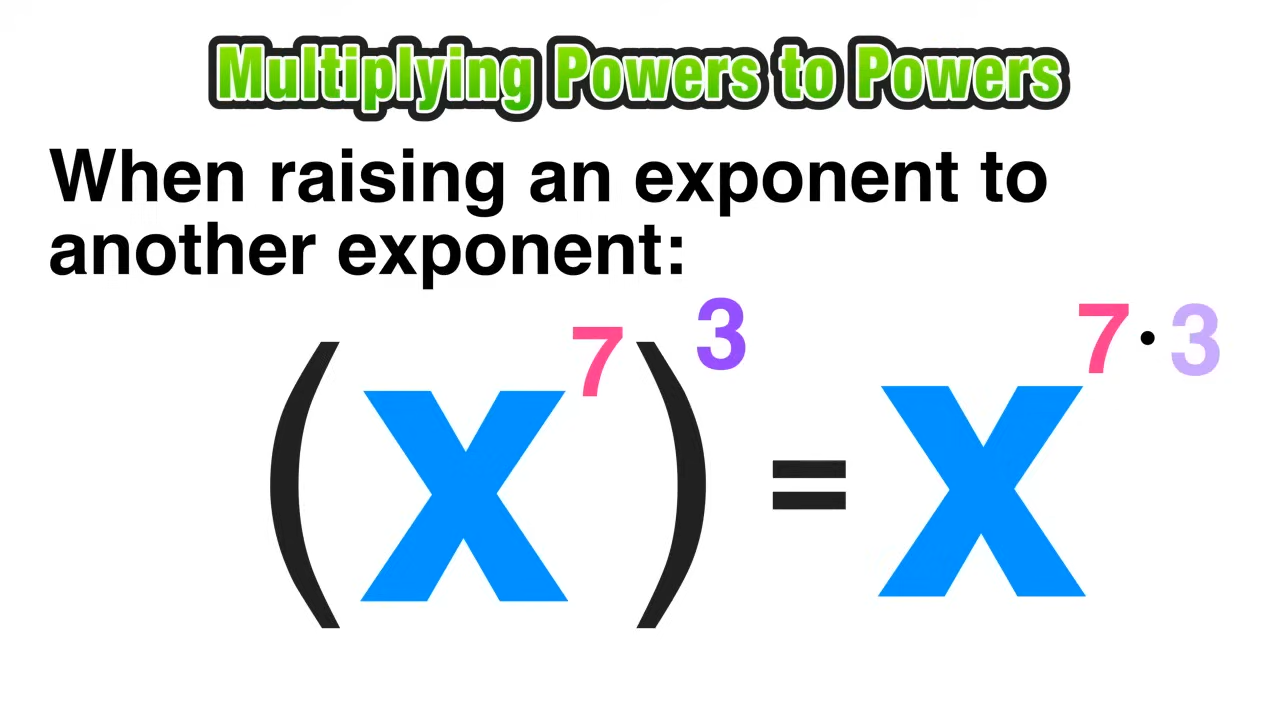 Multiplying Powers to Powers
When raising an exponent to
another exponent:
(x⁷)³ = x⁷·³